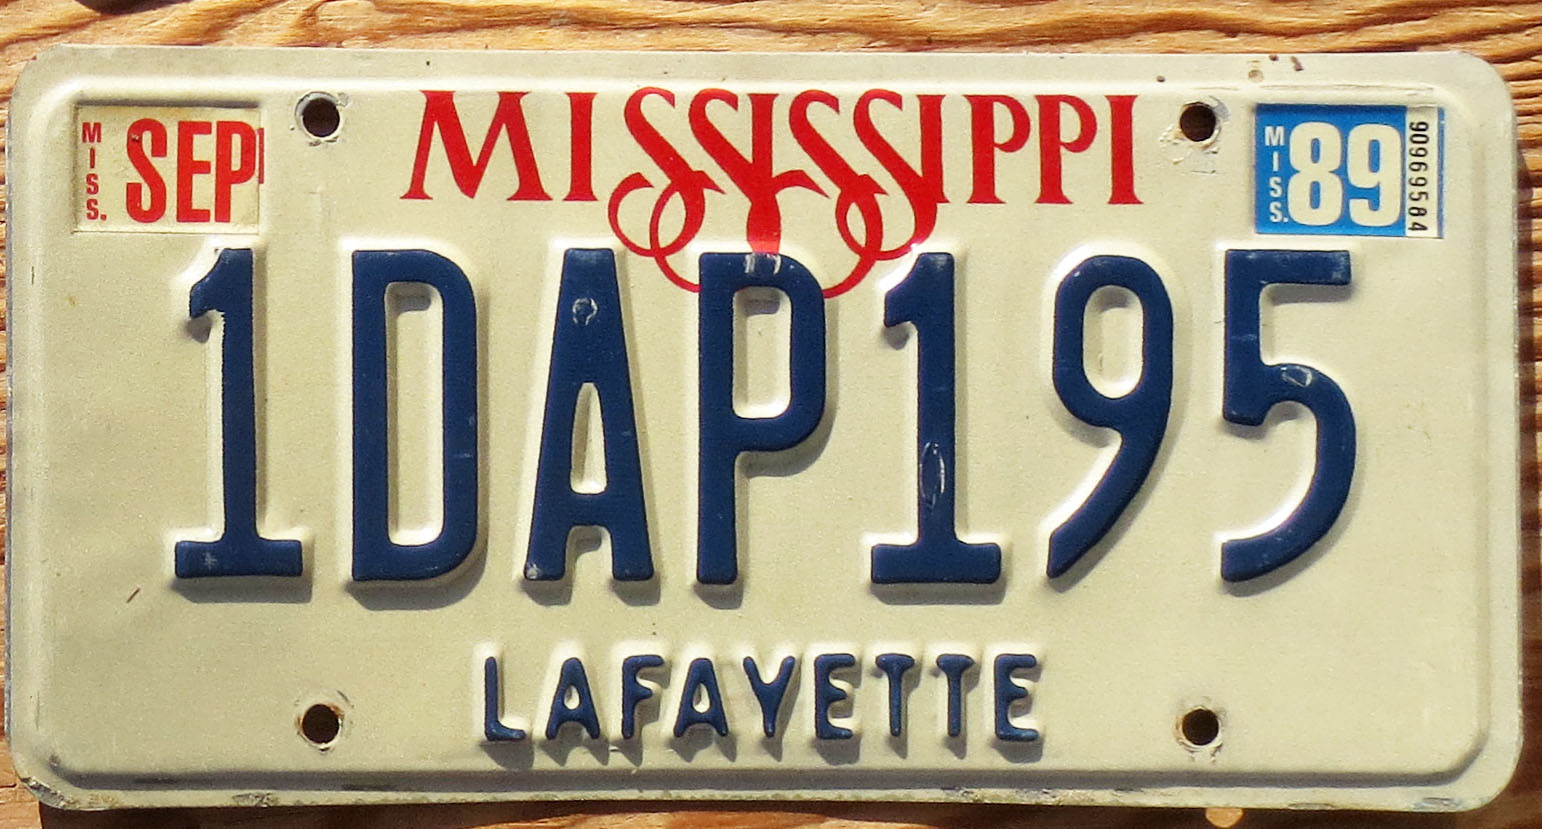 MISS. SEP
MISSISSIPPI
MISS. 89 90969584
1DAP195
LAFAYETTE